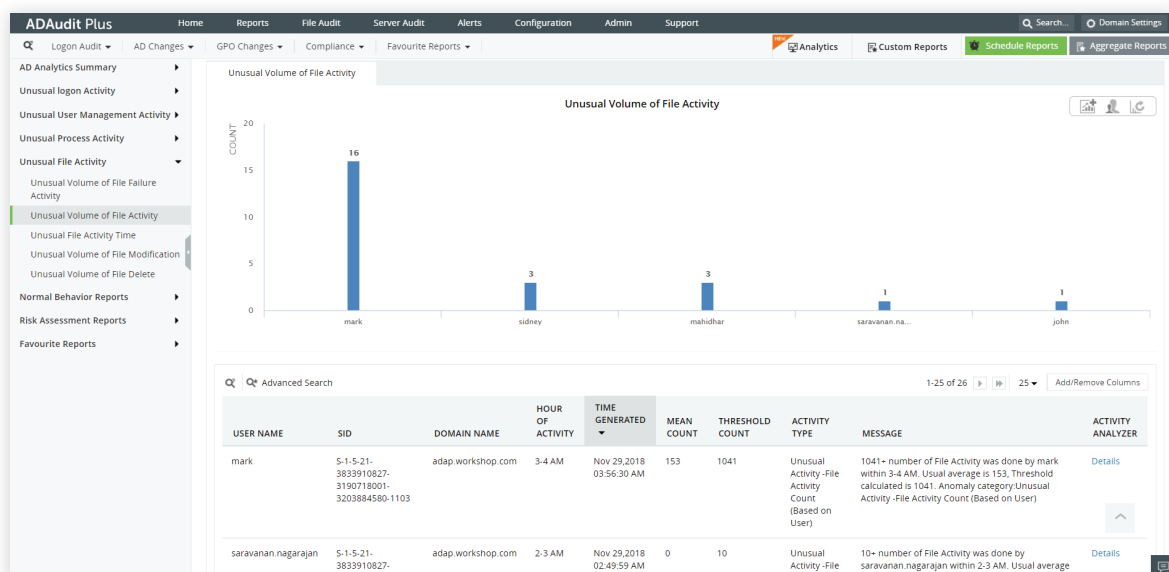 ADAudit Plus
Home Reports File Audit Server Audit Alerts Configuration Admin Support
Search... Domain Settings
Logon Audit AD Changes GPO Changes Compliance Favourite Reports
NEW
Analytics Custom Reports Schedule Reports Aggregate Reports
AD Analytics Summary
Unusual logon Activity
Unusual User Management Activity
Unusual Process Activity
Unusual File Activity
Unusual Volume of File Failure
Activity
Unusual Volume of File Activity
Unusual File Activity Time
Unusual Volume of File Modification
Unusual Volume of File Delete
Normal Behavior Reports
Risk Assessment Reports
Favourite Reports
Unusual Volume of File Activity
Unusual Volume of File Activity
COUNT
20
15
10
5
0
16
3
3
1
1
mark sidney mahidhar saravanan.na... john
Advanced Search
1-25 of 26 25 Add/Remove Columns
USER NAME SID DOMAIN NAME HOUR OF ACTIVITY TIME GENERATED MEAN COUNT THRESHOLD COUNT ACTIVITY TYPE MESSAGE ACTIVITY ANALYZER
mark
S-1-5-21-
3833910827-
3190718001-
3203884580-1103
adap.workshop.com
3-4 AM
Nov 29,2018
03:56:30 AM
153
1041
Unusual
Activity -File
Activity
Count
(Based on
User)
1041+ number of File Activity was done by mark
within 3-4 AM. Usual average is 153, Threshold
calculated is 1041. Anomaly category:Unusual
Activity -File Activity Count (Based on User)
Details
saravanan.nagarajan
S-1-5-21-
3833910827-
adap.workshop.com
2-3 AM
Nov 29,2018
02:49:59 AM
0
10
Unusual
Activity -File
10+ number of File Activity was done by
saravanan.nagarajan within 2-3 AM. Usual average
Details